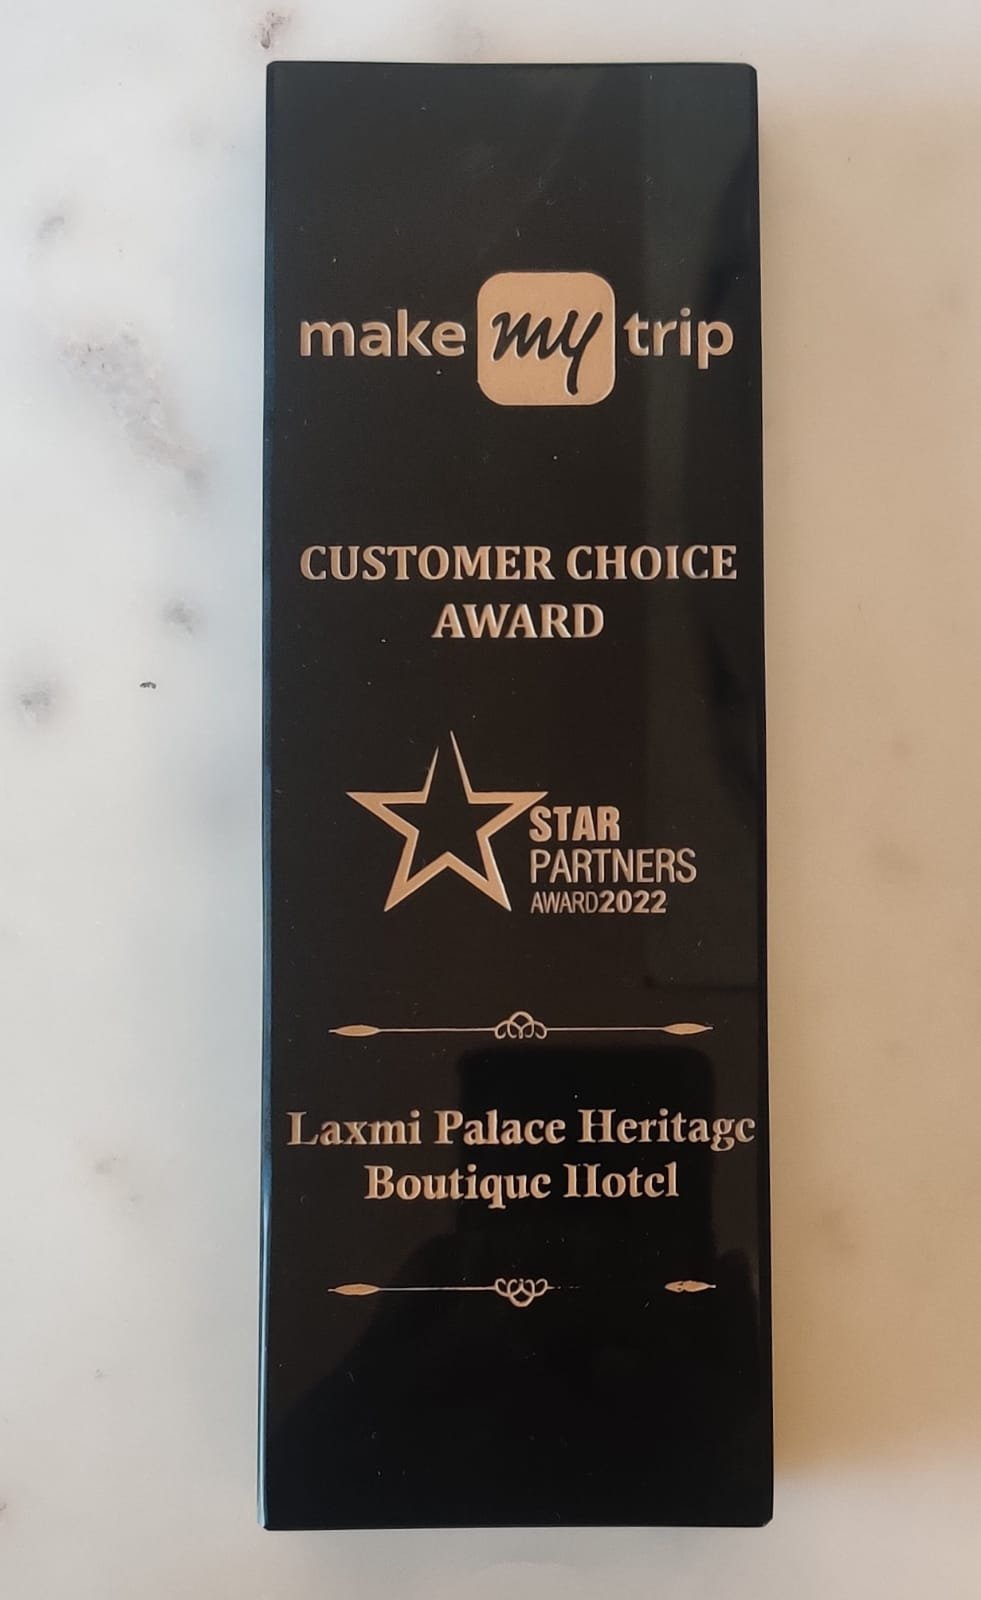 make my trip
CUSTOMER CHOICE
AWARD
STAR
PARTNERS
AWARD2022
Laxmi Palace Heritage
Boutique Hotel